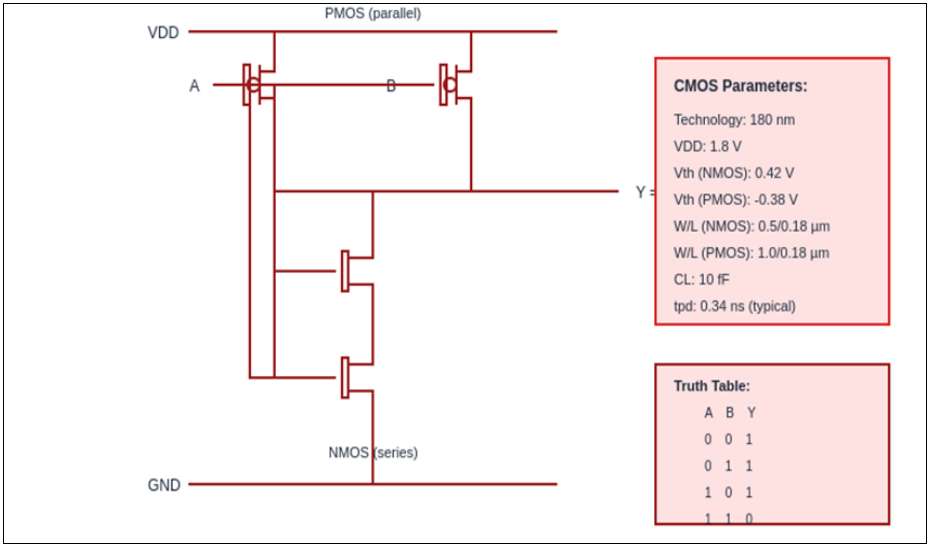 PMOS (parallel)
VDD
A
B
Y =
NMOS (series)
GND
CMOS Parameters:
Technology: 180 nm
VDD: 1.8 V
Vth (NMOS): 0.42 V
Vth (PMOS): -0.38 V
W/L (NMOS): 0.5/0.18 µm
W/L (PMOS): 1.0/0.18 µm
CL: 10 fF
tpd: 0.34 ns (typical)
Truth Table:
A B Y
0 0 1
0 1 1
1 0 1
1 1 0